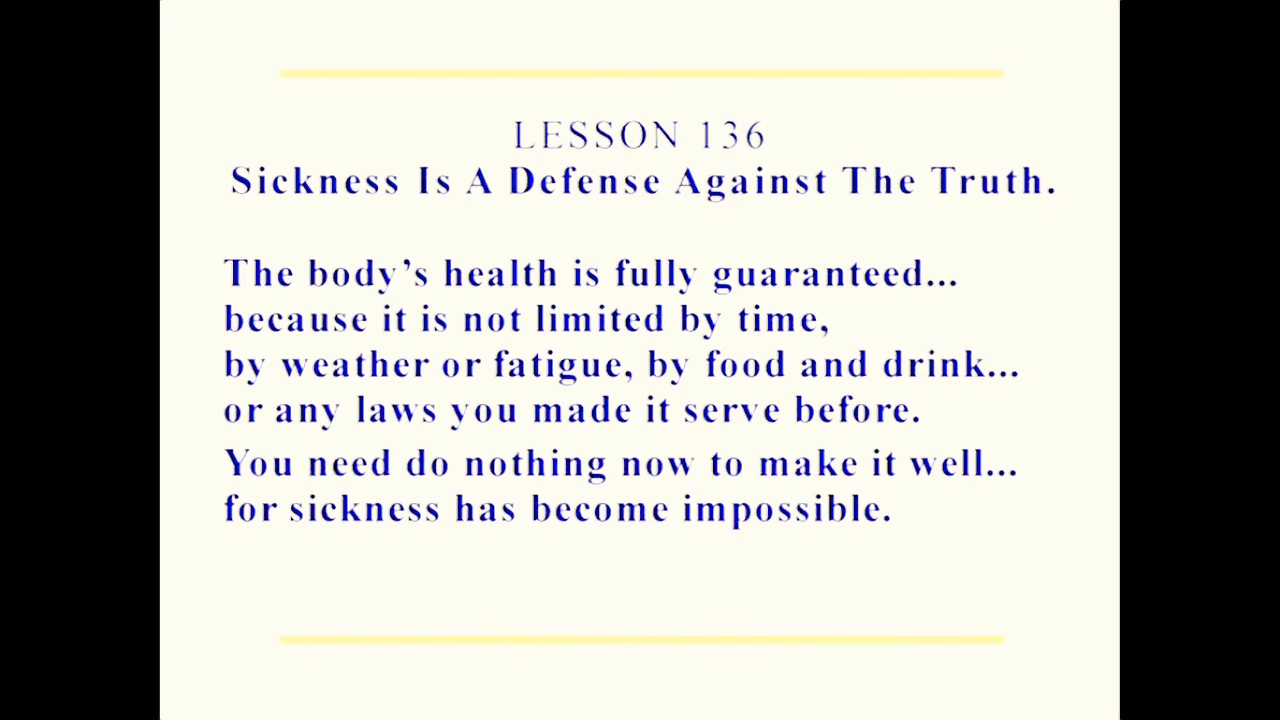 LESSON 136
Sickness Is A Defense Against The Truth.
The body’s health is fully guaranteed...
because it is not limited by time,
by weather or fatigue, by food and drink...
or any laws you made it serve before.
You need do nothing now to make it well...
for sickness has become impossible.